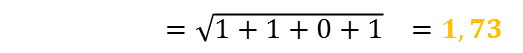 = √1 + 1 + 0 + 1 = 1,73